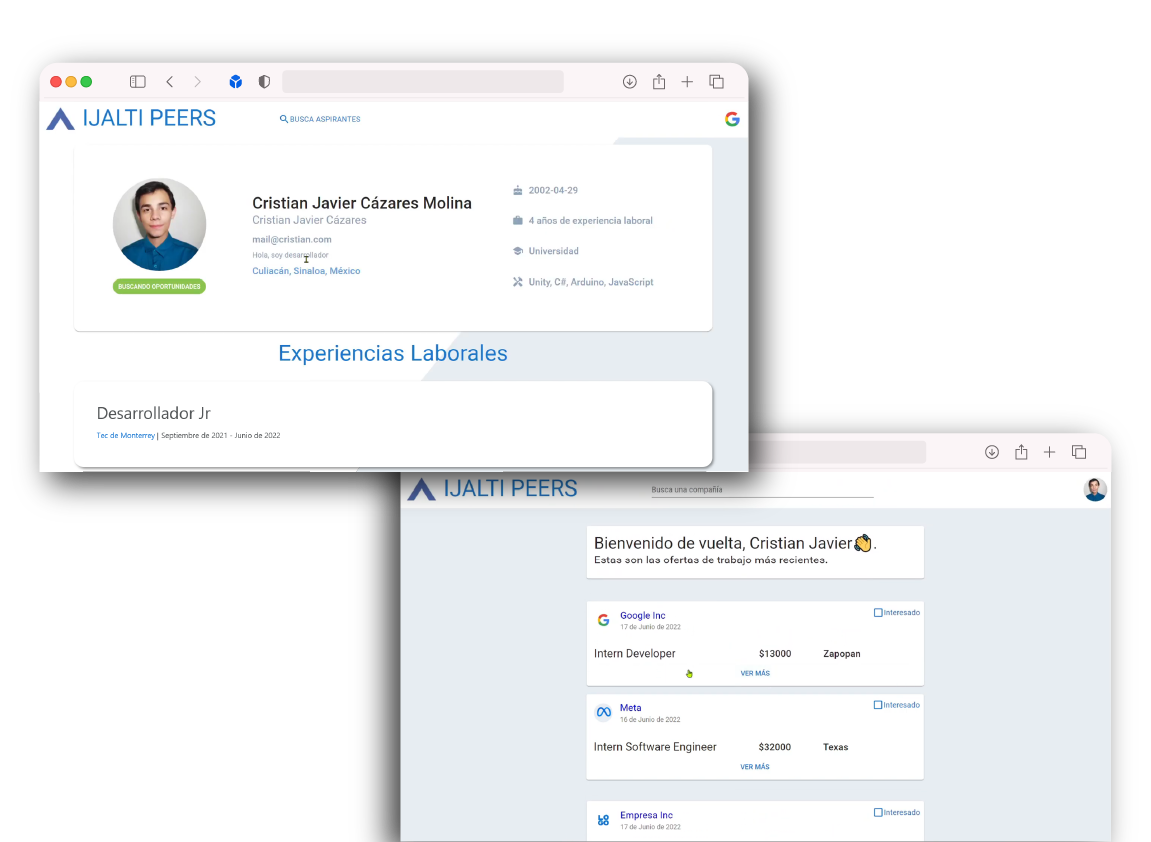 IJALTI PEERS
BUSCA ASPIRANTES
Cristian Javier Cázares Molina
Cristian Javier Cázares
mail@cristian.com
Hola, soy desarrollador
Culiacán, Sinaloa, México
BUSCANDO OPORTUNIDADES
2002-04-29
4 años de experiencia laboral
Universidad
Unity, C#, Arduino, JavaScript
Experiencias Laborales
Desarrollador Jr
Tec de Monterrey | Septiembre de 2021 - Junio de 2022
IJALTI PEERS
Busca una compañía
Bienvenido de vuelta, Cristian Javier👏.
Estas son las ofertas de trabajo más recientes.
Google Inc
Interesado
17 de Junio de 2022
Intern Developer $13000 Zapopan
VER MÁS
Meta
Interesado
16 de Junio de 2022
Intern Software Engineer $32000 Texas
VER MÁS
Empresa Inc
Interesado
17 de Junio de 2022